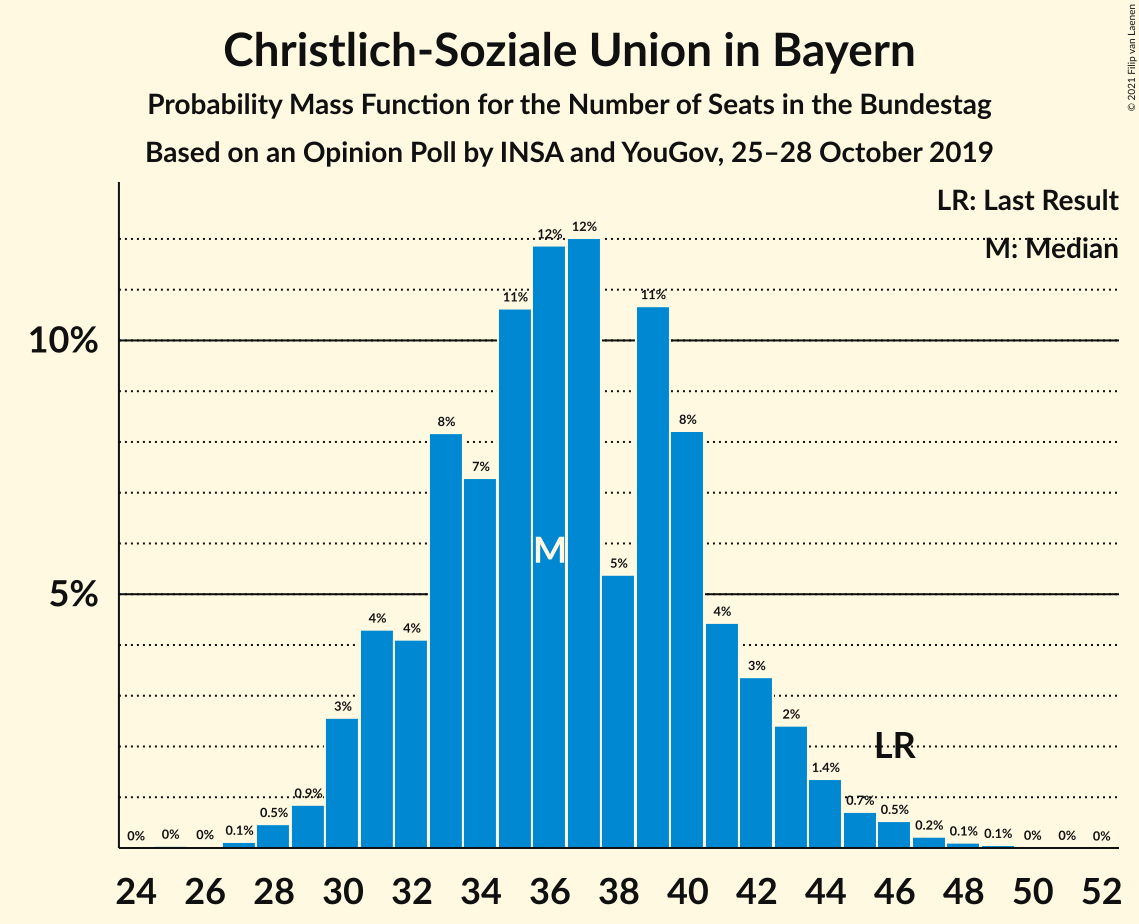 Christlich-Soziale Union in Bayern
Probability Mass Function for the Number of Seats in the Bundestag
Based on an Opinion Poll by INSA and YouGov, 25–28 October 2019
© 2021 Filip van Laenen
LR: Last Result
M: Median
10%
5%
0% 0% 0% 0.1% 0.5% 0.9% 3% 4% 4% 8% 7% 11% 12% 12% 5% 11% 8% 4% 3% 2% 1.4% 0.7% 0.5% 0.2% 0.1% 0.1% 0% 0% 0%
M
LR
24 26 28 30 32 34 36 38 40 42 44 46 48 50 52